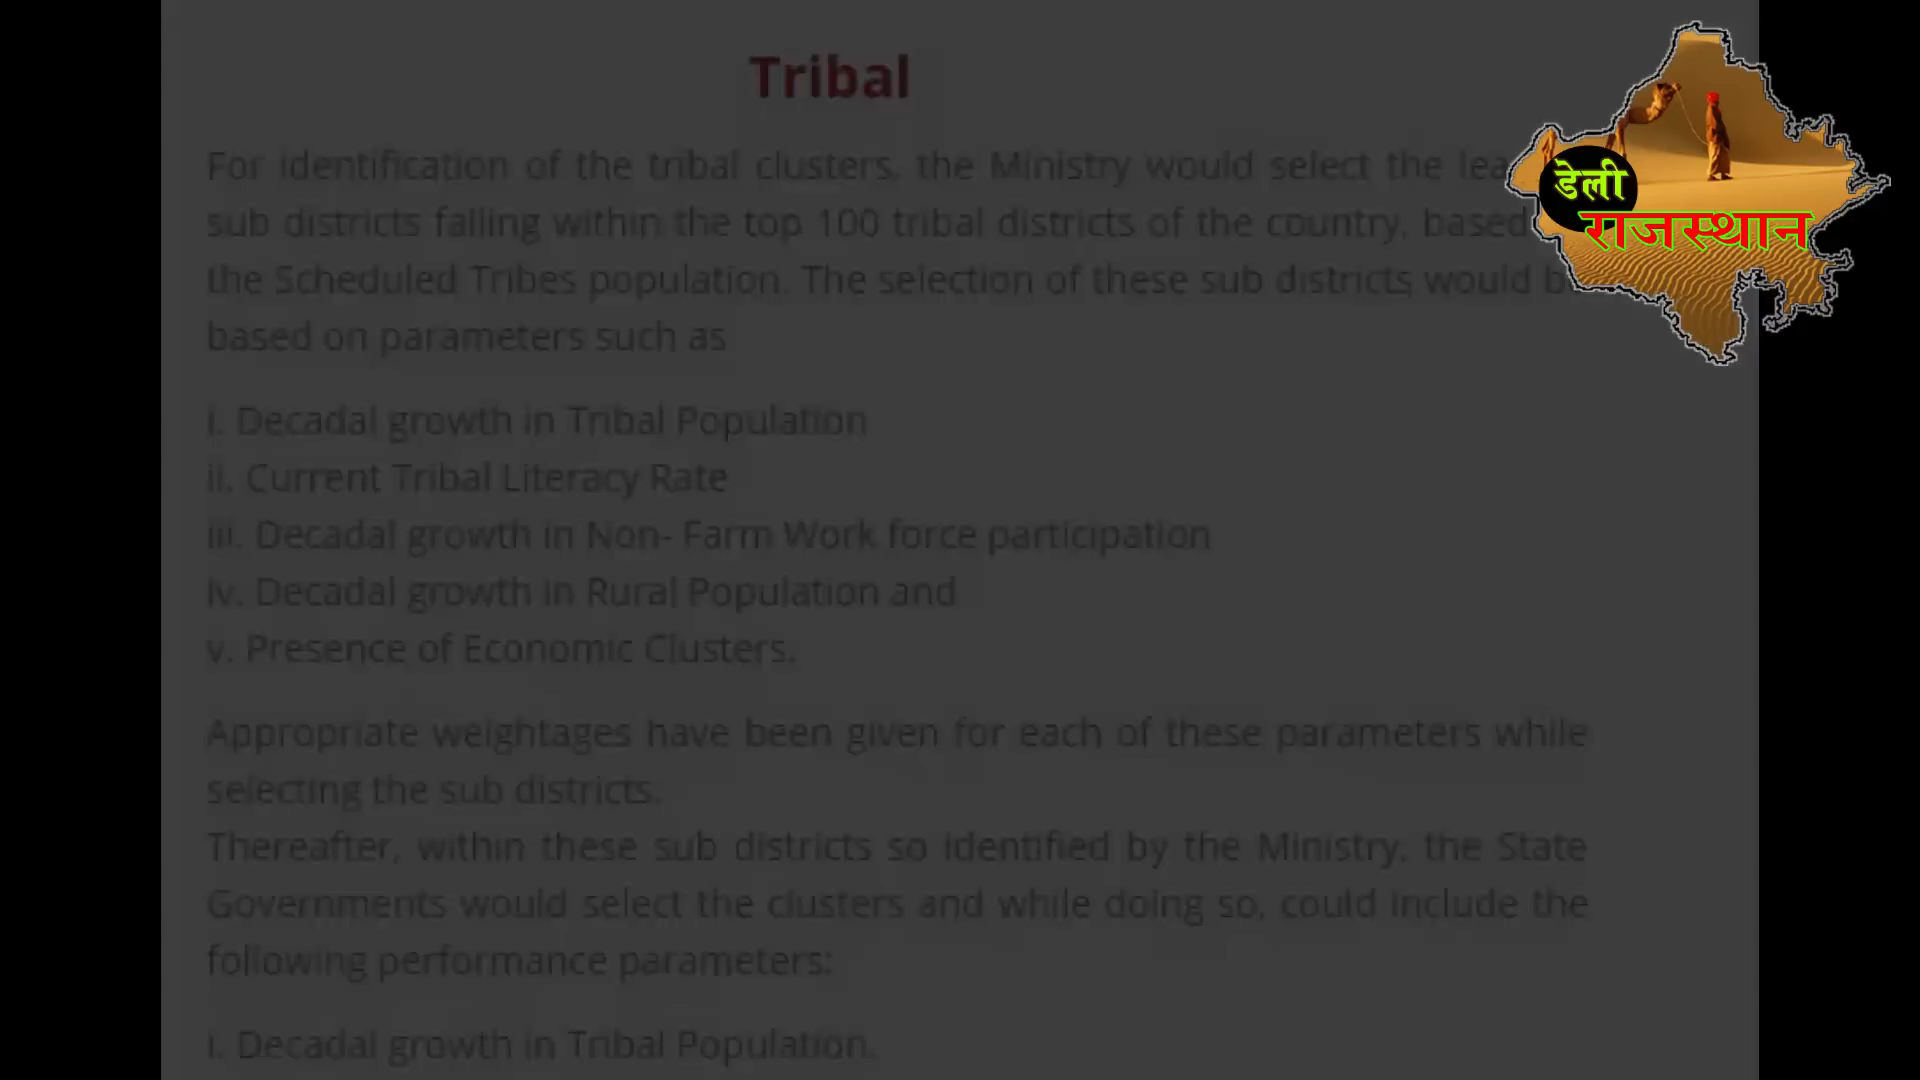 Tribal
For identification of the tribal clusters, the Ministry would select the
sub districts falling within the top 100 tribal districts of the country, based
the Scheduled Tribes population. The selection of these sub districts would
based on parameters such as
i. Decadal growth in Tribal Population
ii. Current Tribal Literacy Rate
iii. Decadal growth in Non- Farm Work force participation
iv. Decadal growth in Rural Population and
v. Presence of Economic Clusters.
Appropriate weightages have been given for each of these parameters while
selecting the sub districts.
Thereafter, within these sub districts so identified by the Ministry, the State
Governments would select the clusters and while doing so, could include the
following performance parameters:
i. Decadal growth in Tribal Population.
डेली
राजस्थान